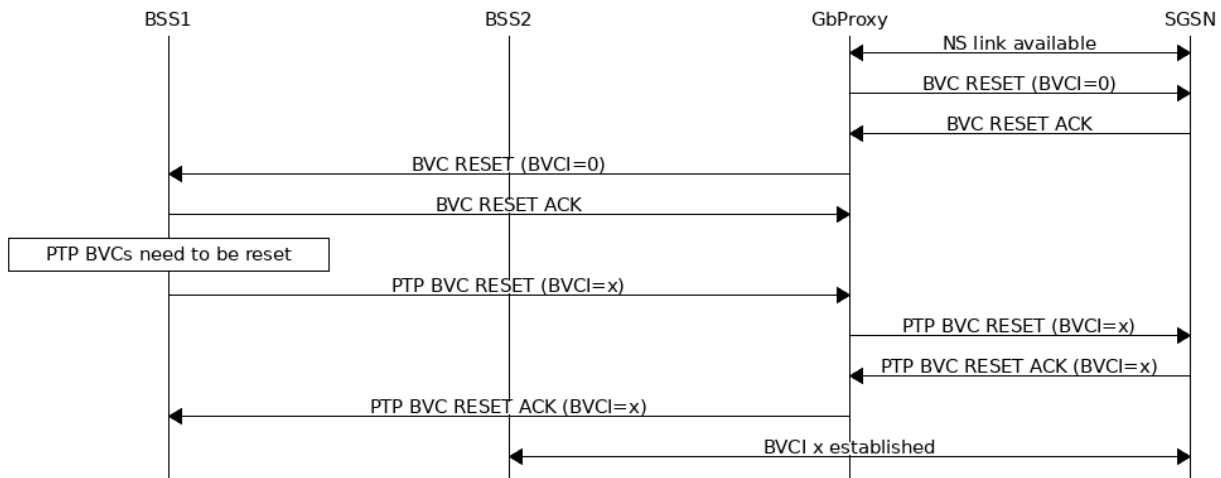 BSS1 BSS2 GbProxy SGSN
NS link available
BVC RESET (BVCI=0)
BVC RESET ACK
BVC RESET (BVCI=0)
BVC RESET ACK
PTP BVCs need to be reset
PTP BVC RESET (BVCI=x)
PTP BVC RESET (BVCI=x)
PTP BVC RESET ACK (BVCI=x)
PTP BVC RESET ACK (BVCI=x)
BVCI x established